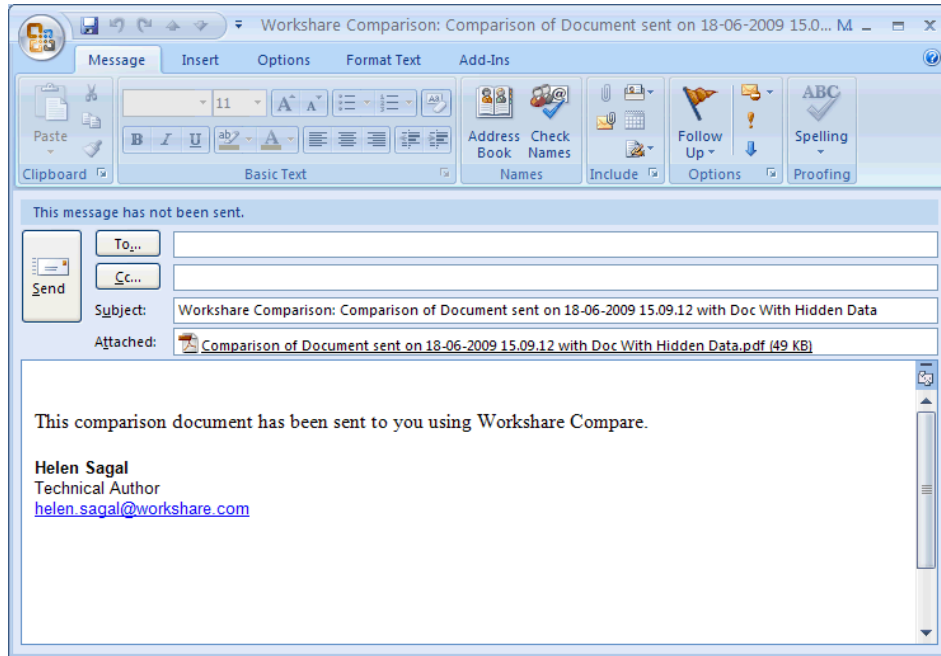 Workshare Comparison: Comparison of Document sent on 18-06-2009 15.0... M
Message Insert Options Format Text Add-Ins
Paste
Clipboard
11
A A
B I U ab A
Basic Text
Address Book
Check Names
Names
Include
Follow Up
Options
ABC
Spelling
Proofing
This message has not been sent.
Send
To...
Cc...
Subject: Workshare Comparison: Comparison of Document sent on 18-06-2009 15.09.12 with Doc With Hidden Data
Attached: Comparison of Document sent on 18-06-2009 15.09.12 with Doc With Hidden Data.pdf (49 KB)
This comparison document has been sent to you using Workshare Compare.
Helen Sagal
Technical Author
helen.sagal@workshare.com